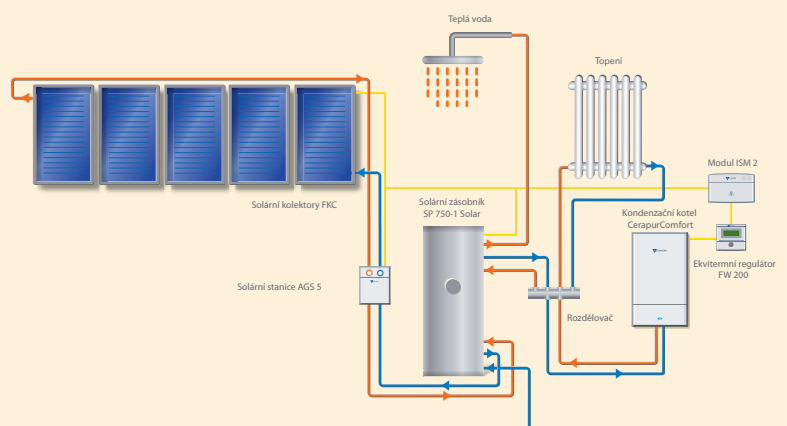 Teplá voda
Topení
Modul ISM 2
Solární kolektory FKC
Solární zásobník
SP 750-1 Solar
Kondenzační kotel
CerapurComfort
Ekvitermní regulátor
FW 200
Solární stanice AGS 5
Rozdělovač